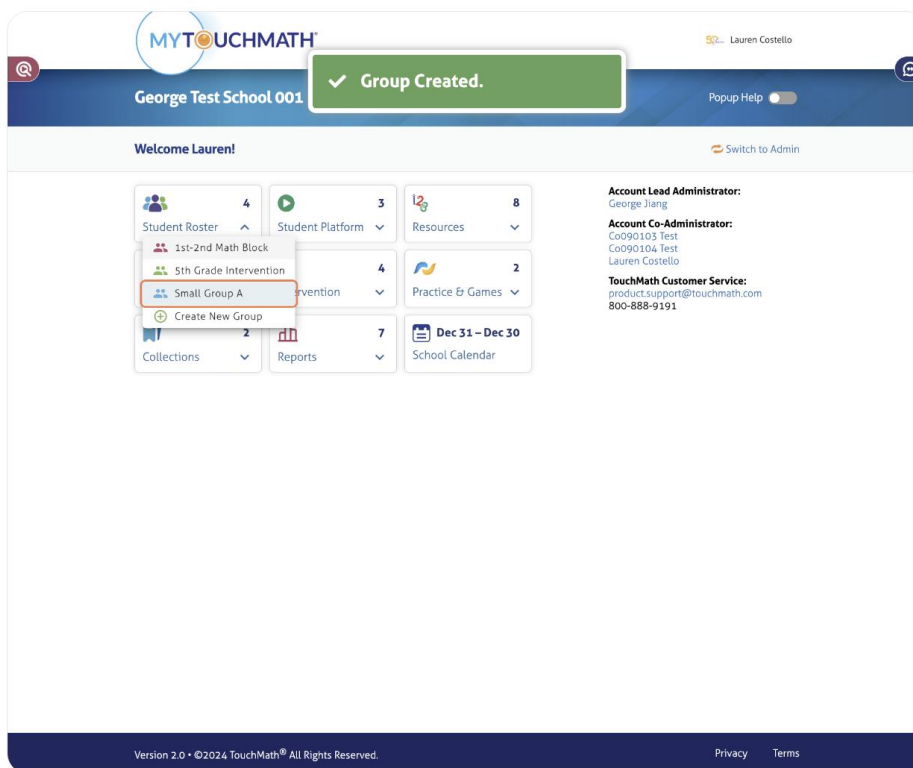 MYTOUCHMATH®
Lauren Costello
✓ Group Created.
George Test School 001
Popup Help
Welcome Lauren!
Switch to Admin
4
Student Roster
3
Student Platform
8
Resources
1st-2nd Math Block
5th Grade Intervention
Small Group A
Create New Group
4
ervention
2
Practice & Games
2
Collections
7
Reports
Dec 31 – Dec 30
School Calendar
Account Lead Administrator:
George Jiang
Account Co-Administrator:
Co090103 Test
Co090104 Test
Lauren Costello
TouchMath Customer Service:
product.support@touchmath.com
800-888-9191
Version 2.0 • ©2024 TouchMath® All Rights Reserved.
Privacy
Terms